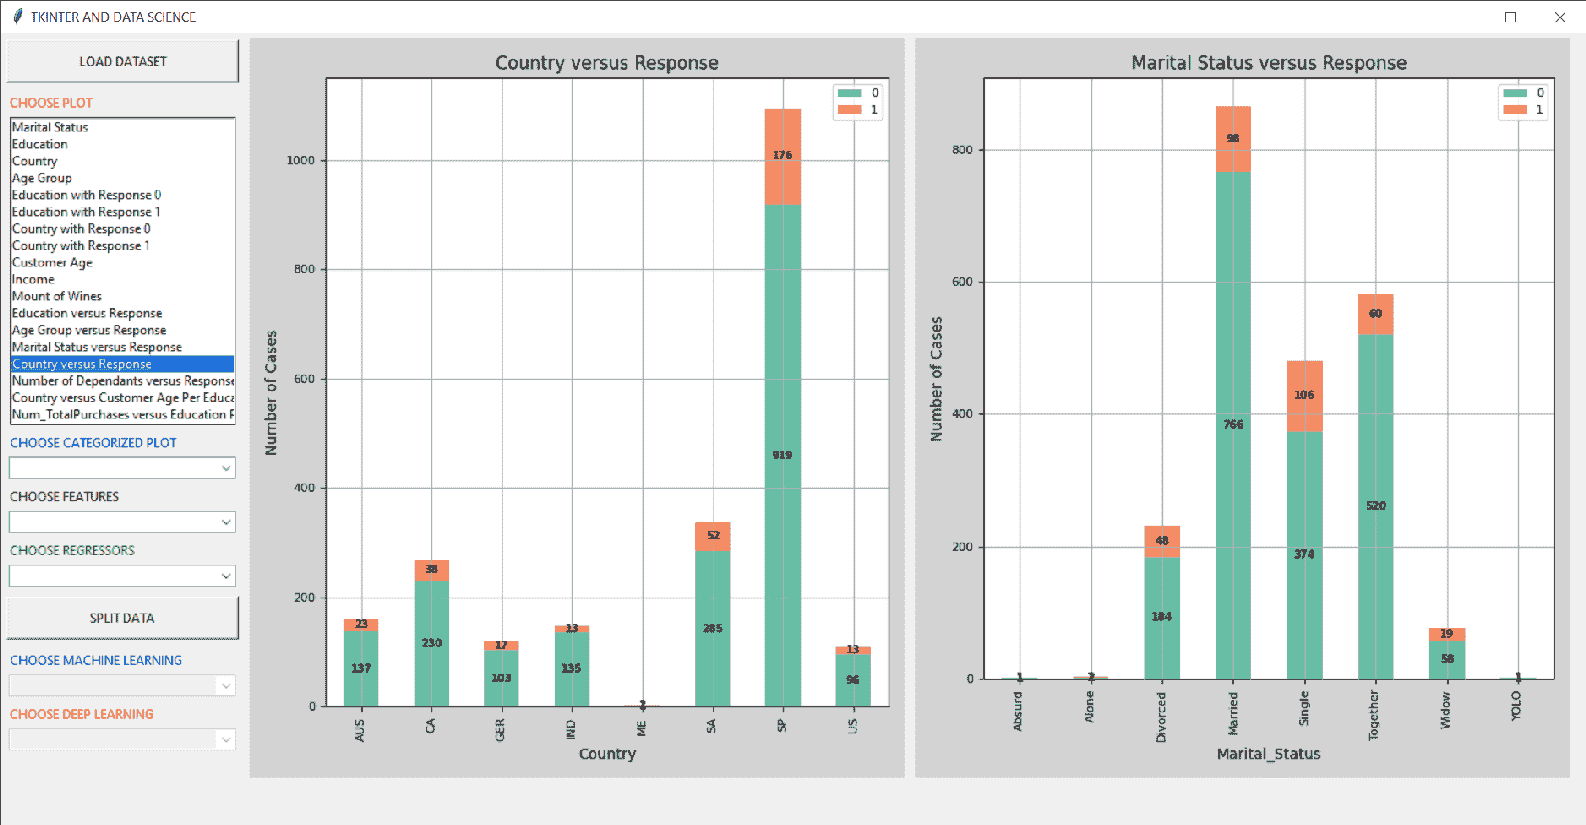 TKINTER AND DATA SCIENCE
LOAD DATASET
CHOOSE PLOT
Marital Status
Education
Country
Age Group
Education with Response 0
Education with Response 1
Country with Response 0
Country with Response 1
Customer Age
Income
Mount of Wines
Education versus Response
Age Group versus Response
Marital Status versus Response
Country versus Response
Number of Dependants versus Response
Country versus Customer Age Per Educa
Num_TotalPurchases versus Education
CHOOSE CATEGORIZED PLOT
CHOOSE FEATURES
CHOOSE REGRESSORS
SPLIT DATA
CHOOSE MACHINE LEARNING
CHOOSE DEEP LEARNING
Country versus Response
0
1
Number of Cases
1000
800
600
400
200
0
176
919
52
285
38
230
23
137
17
103
13
135
13
96
AUS
CA
GER
IND
ME
SA
SP
US
Country
Marital Status versus Response
0
1
Number of Cases
800
600
400
200
0
98
766
60
520
106
374
48
184
19
58
1
1
Absurd
Alone
Divorced
Married
Single
Together
Widow
YOLO
Marital_Status